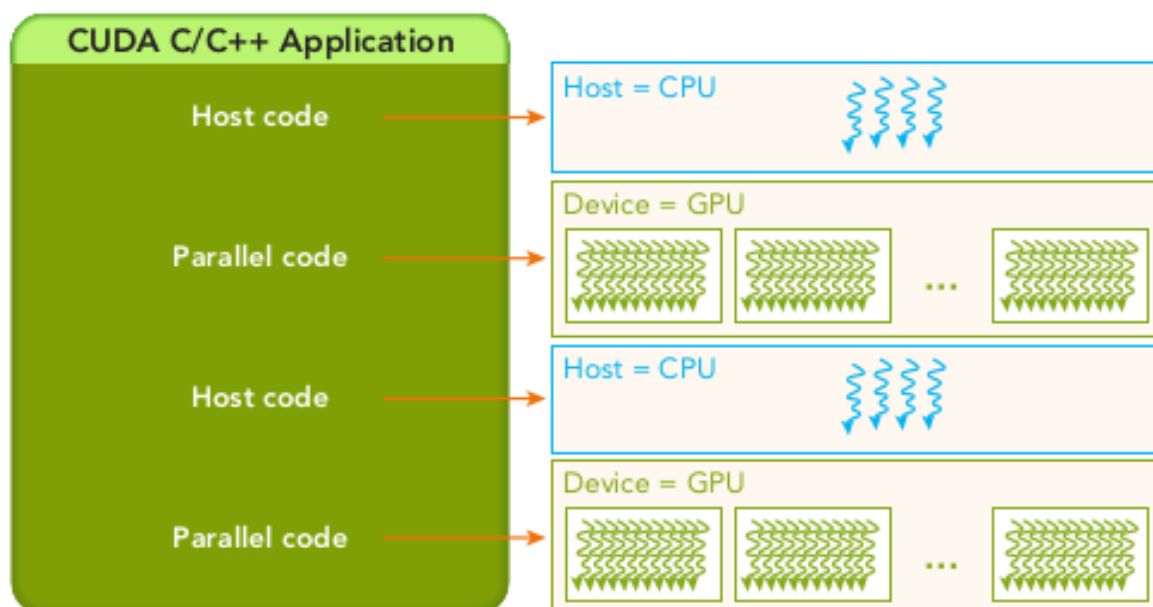 CUDA C/C++ Application
Host code
Host = CPU
Parallel code
Device = GPU
...
Host code
Host = CPU
Parallel code
Device = GPU
...